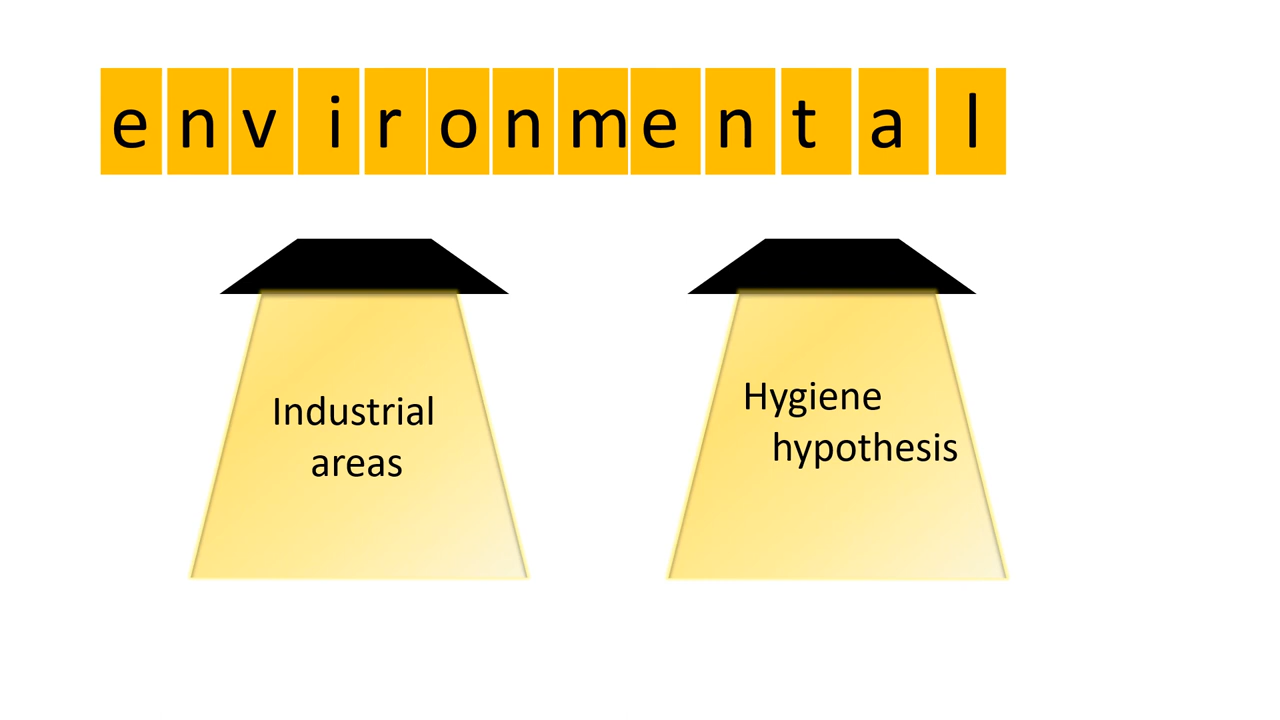 environmental
Industrial
areas
Hygiene
hypothesis